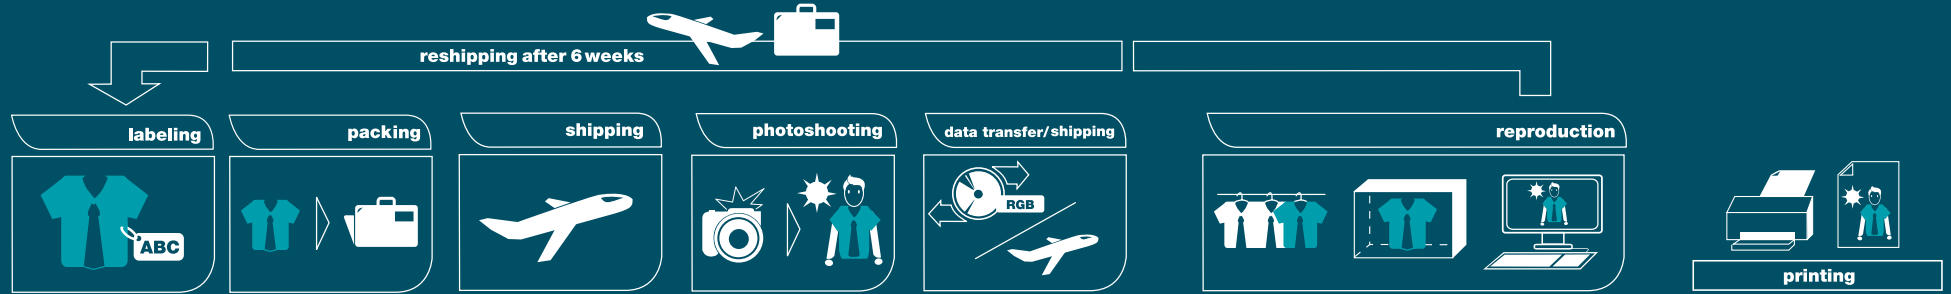 reshipping after 6 weeks
labeling
packing
shipping
photoshooting
data transfer/shipping
reproduction
ABC
RGB
printing